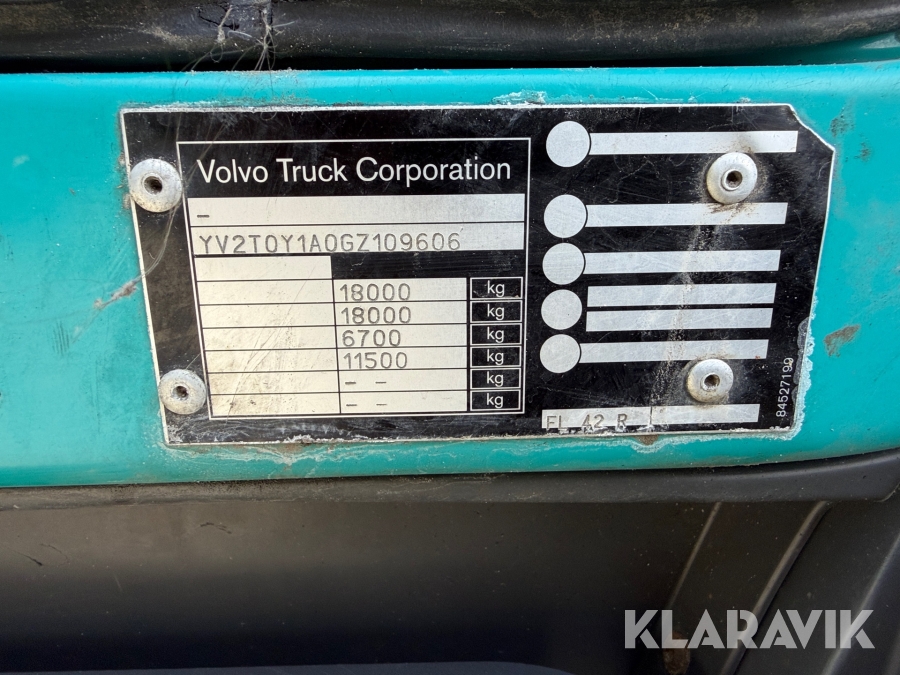 Volvo Truck Corporation
–
YV2T0Y1A0GZ109606
18000 kg
18000 kg
6700 kg
11500 kg
– – kg
– – kg
FL 42 R
84527199
KLARAVIK